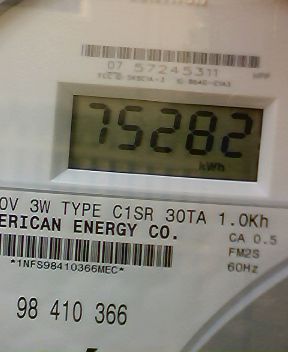 07 57245311
75282
kWh
0V 3W TYPE C1SR 30TA 1.0Kh
ERICAN ENERGY CO.
CA 0.5
FM2S
60Hz
*1NFS98410366MEC*
98 410 366